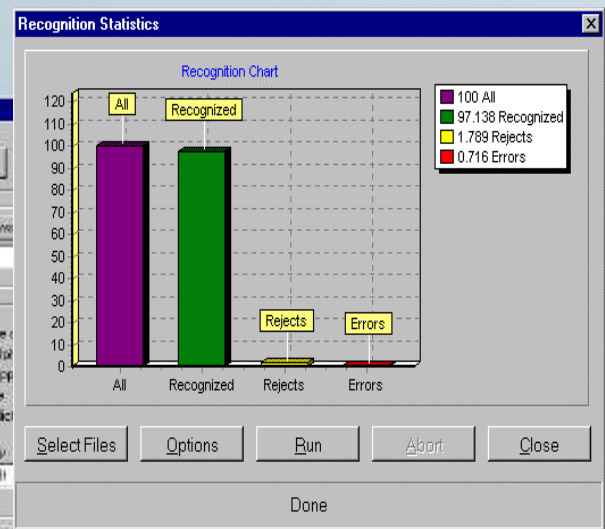 Recognition Statistics
Recognition Chart
120
110
100
90
80
70
60
50
40
30
20
10
0
All
Recognized
Rejects
Errors
All
Recognized
Rejects
Errors
100 All
97.138 Recognized
1.789 Rejects
0.716 Errors
Select Files
Options
Run
Abort
Close
Done